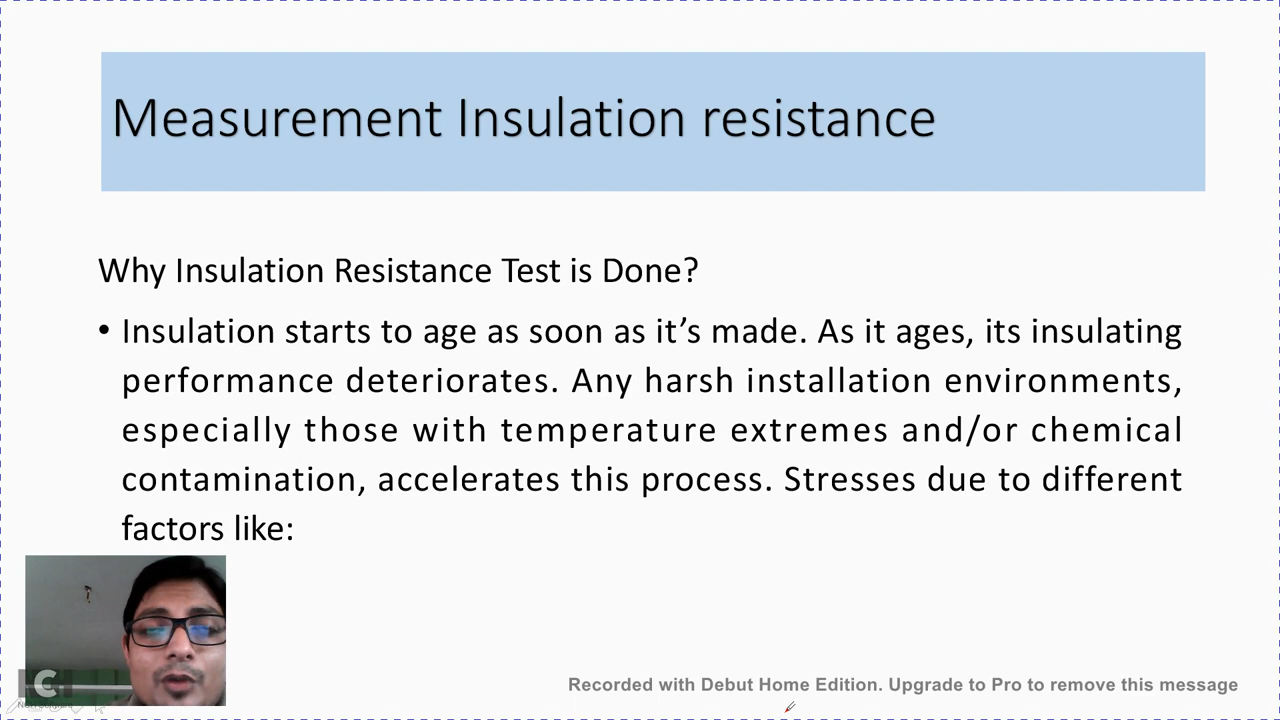 Measurement Insulation resistance
Why Insulation Resistance Test is Done?
• Insulation starts to age as soon as it’s made. As it ages, its insulating
performance deteriorates. Any harsh installation environments,
especially those with temperature extremes and/or chemical
contamination, accelerates this process. Stresses due to different
factors like:
Recorded with Debut Home Edition. Upgrade to Pro to remove this message